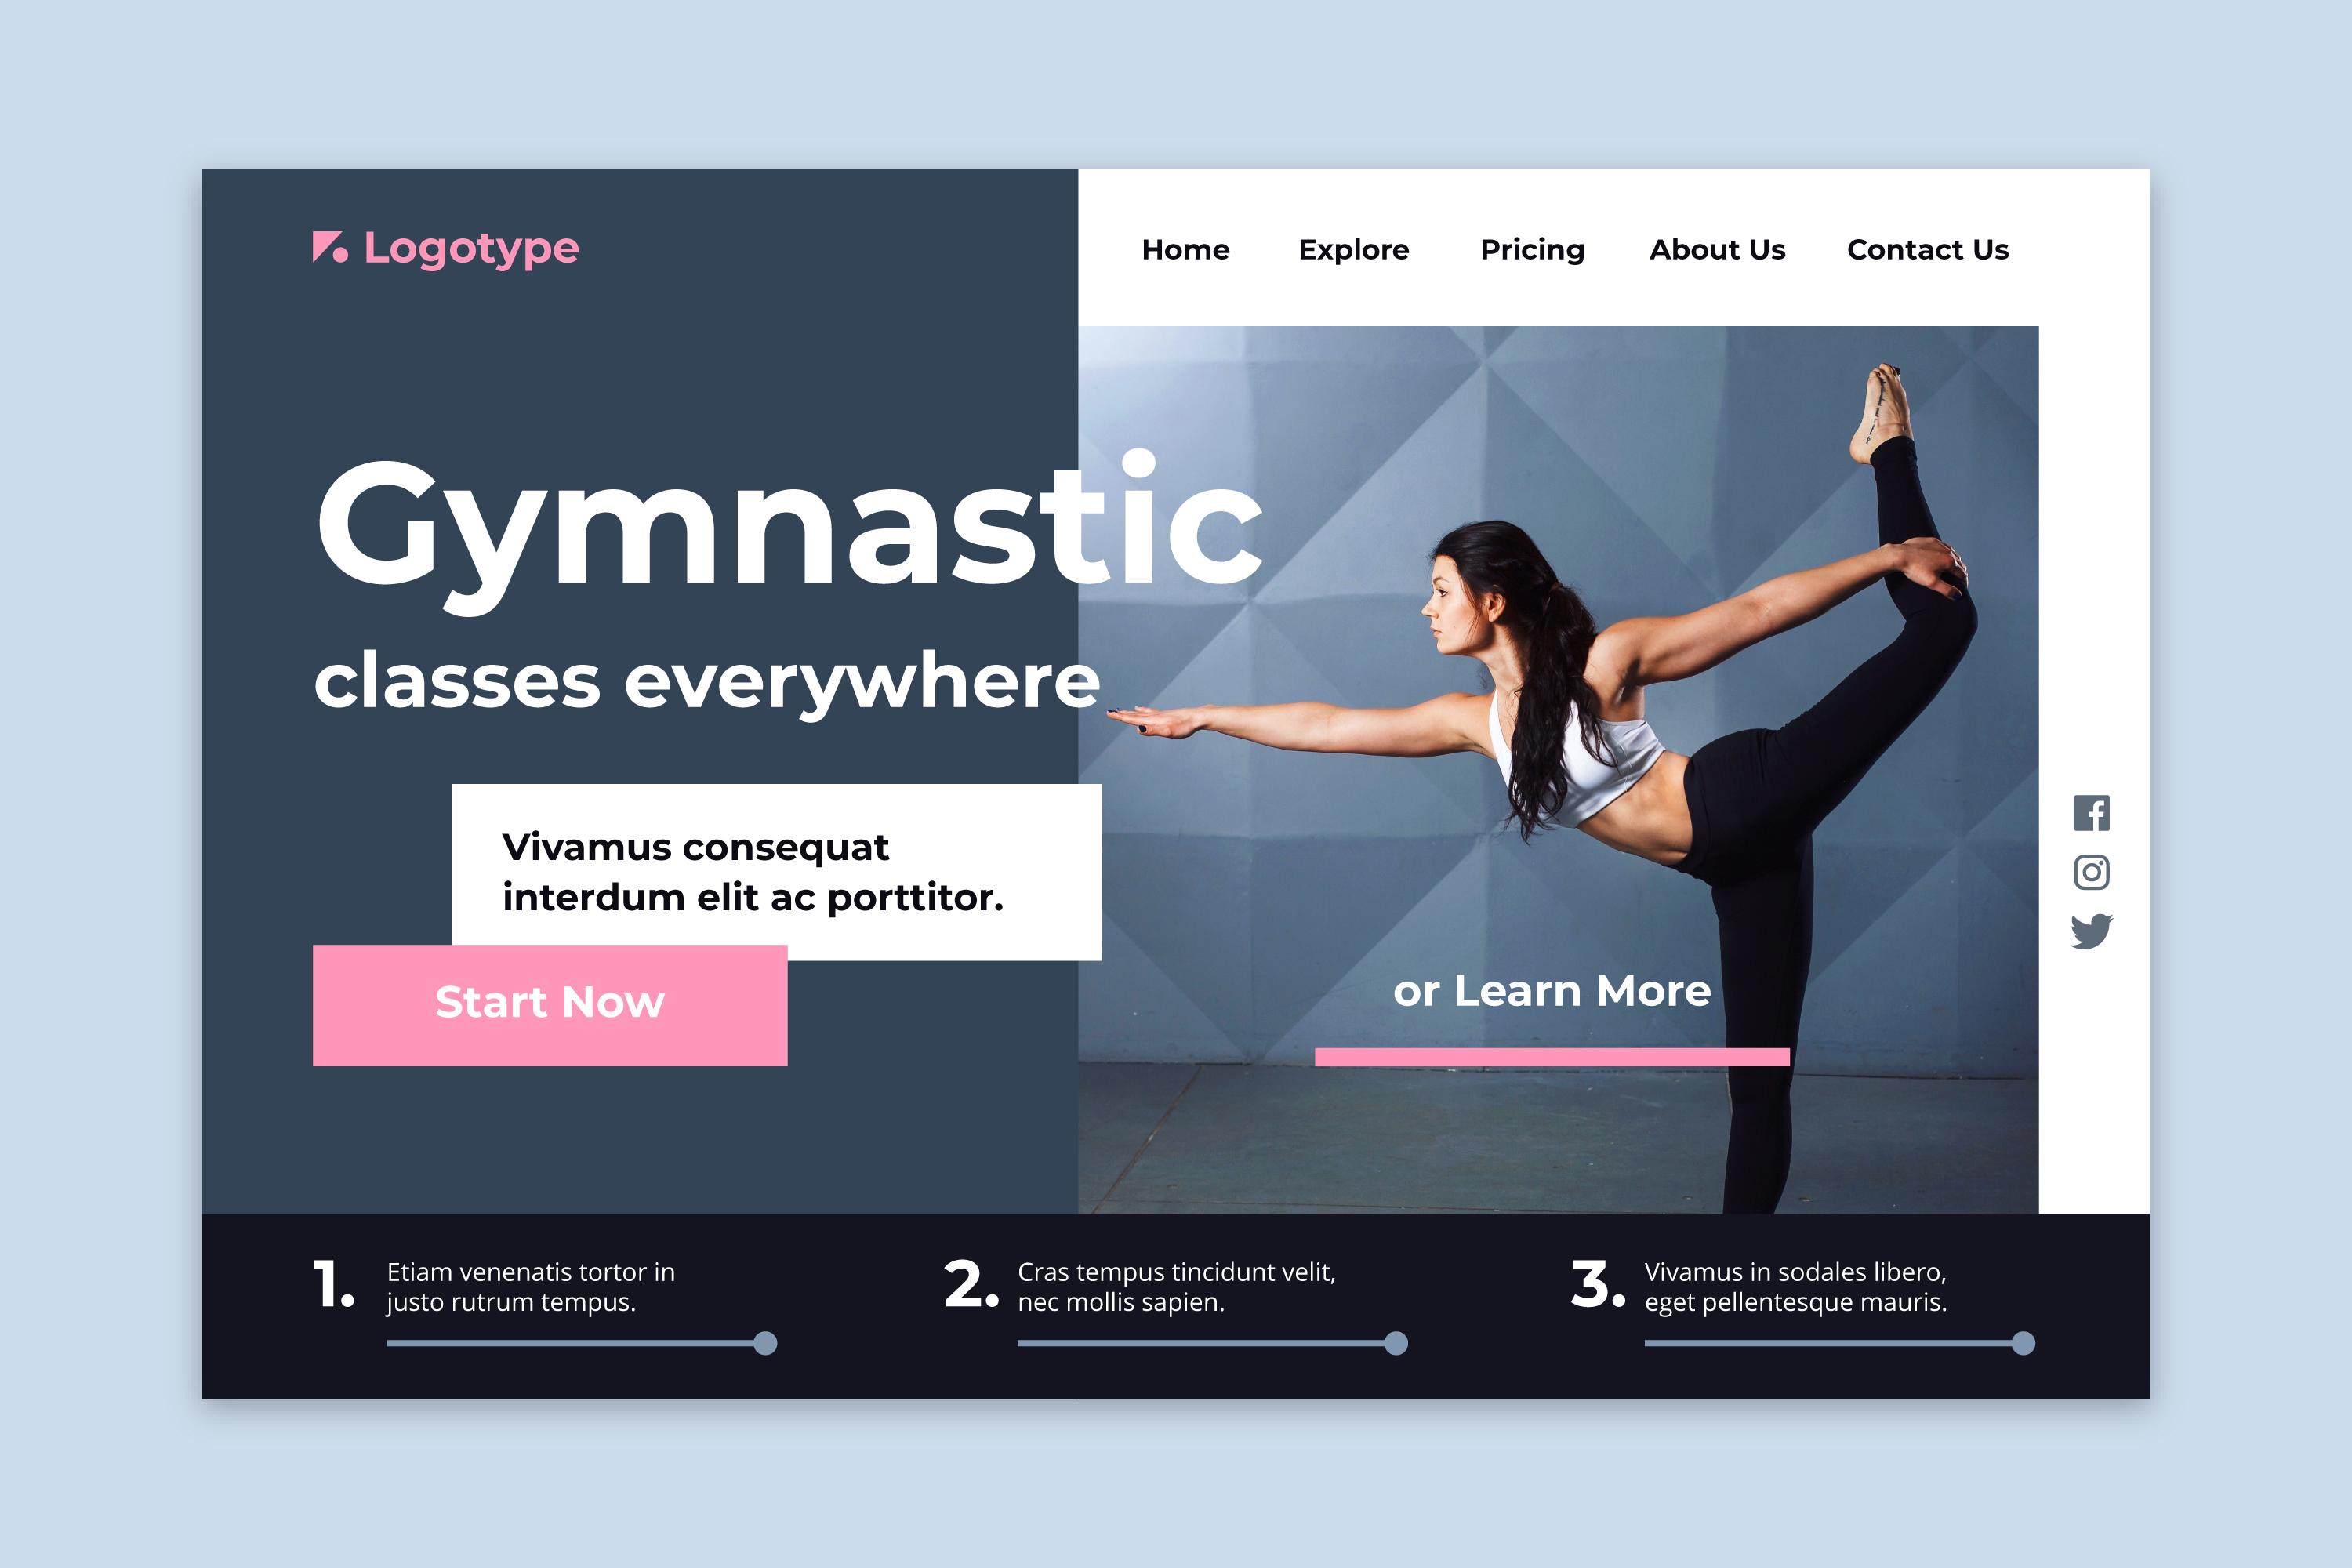 Logotype
Home Explore Pricing About Us Contact Us
Gymnastic
classes everywhere
Vivamus consequat
interdum elit ac porttitor.
Start Now
or Learn More
1. Etiam venenatis tortor in
justo rutrum tempus.
2. Cras tempus tincidunt velit,
nec mollis sapien.
3. Vivamus in sodales libero,
eget pellentesque mauris.